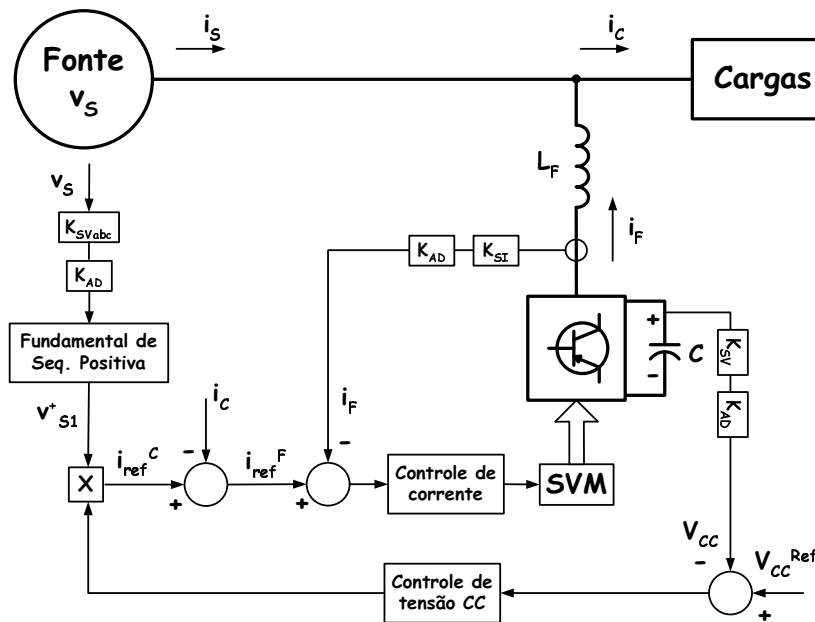 i_S
i_C
Fonte
v_S
Cargas
L_F
v_S
K_SVabc
K_AD
K_AD
K_SI
i_F
Fundamental de
Seq. Positiva
+
C
-
K_SV
K_AD
v^+_S1
i_C
i_F
-
-
X
i_ref^C
+
i_ref^F
+
Controle de
corrente
SVM
V_CC
-
V_CC^Ref
+
Controle de
tensão CC